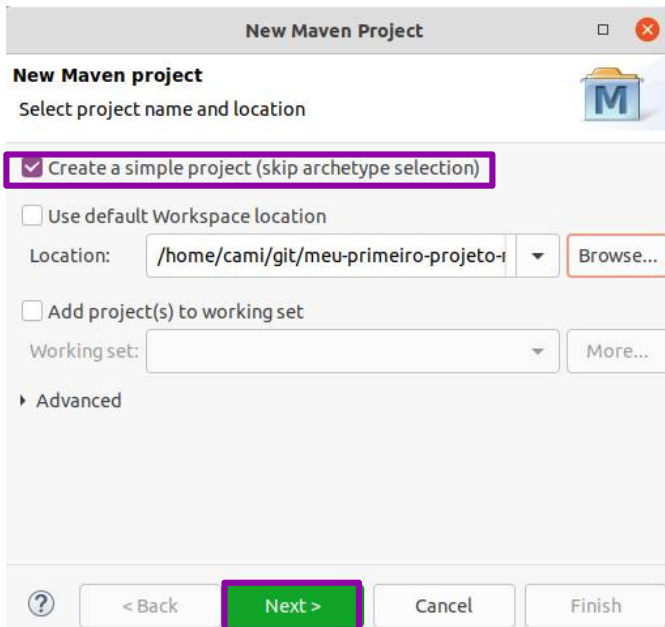 New Maven Project
New Maven project
Select project name and location
M
Create a simple project (skip archetype selection)
Use default Workspace location
Location: /home/cami/git/meu-primeiro-projeto- Browse...
Add project(s) to working set
Working set: More...
Advanced
? < Back Next > Cancel Finish